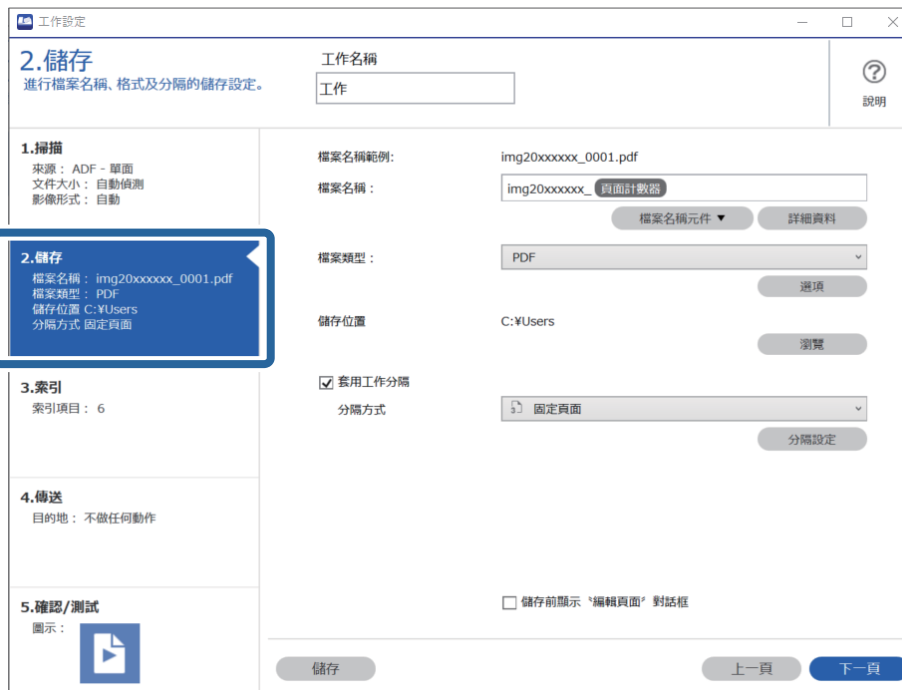 工作設定
2.儲存
進行檔案名稱、格式及分隔的儲存設定。
工作名稱
工作
說明
1.掃描
來源： ADF - 單面
文件大小： 自動偵測
影像形式： 自動
2.儲存
檔案名稱： img20xxxxxx_0001.pdf
檔案類型： PDF
儲存位置 C:¥Users
分隔方式 固定頁面
3.索引
索引項目： 6
4.傳送
目的地： 不做任何動作
5.確認/測試
圖示：
檔案名稱範例: img20xxxxxx_0001.pdf
檔案名稱： img20xxxxxx_ 頁面計數器
檔案名稱元件▼ 詳細資料
檔案類型： PDF
選項
儲存位置 C:¥Users
瀏覽
套用工作分隔
分隔方式 固定頁面
分隔設定
儲存前顯示〝編輯頁面〞對話框
儲存 上一頁 下一頁